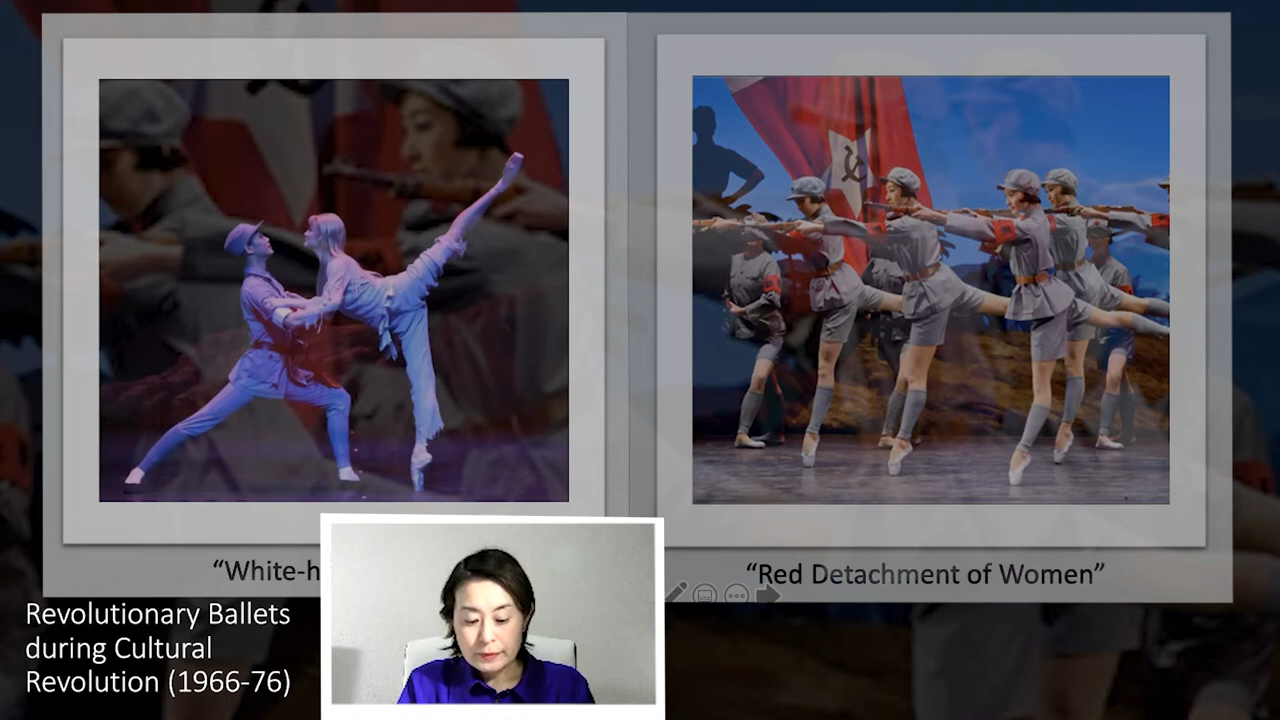 “White-h
“Red Detachment of Women”
Revolutionary Ballets
during Cultural
Revolution (1966-76)